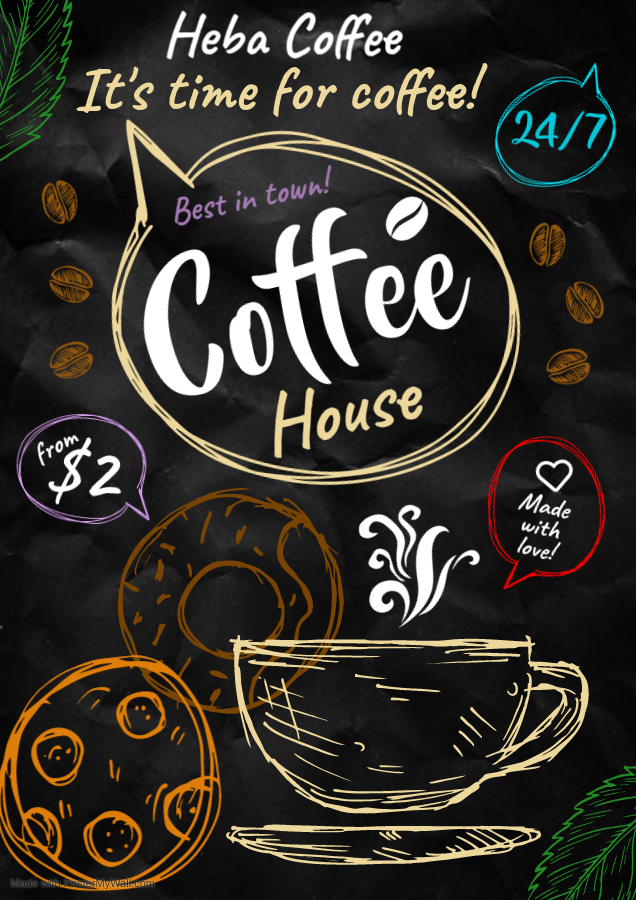 Heba Coffee
It's time for coffee!
24/7
Best in town!
Coffee
House
from
$2
Made
with
love!
Made with PosterMyWall.com